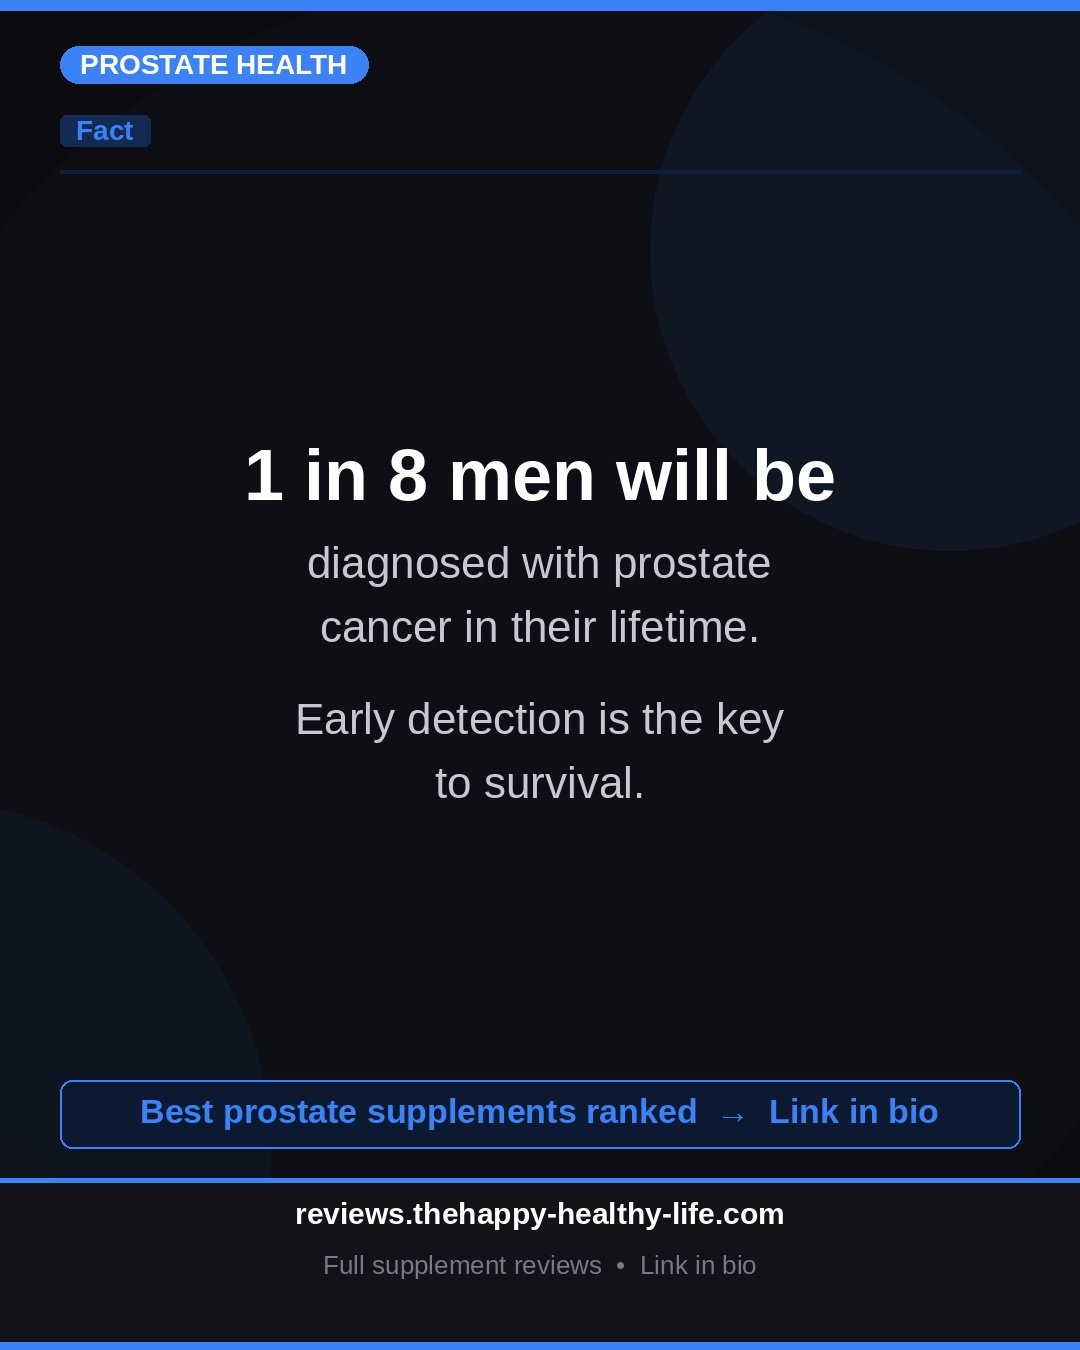 PROSTATE HEALTH
Fact
1 in 8 men will be
diagnosed with prostate
cancer in their lifetime.
Early detection is the key
to survival.
Best prostate supplements ranked → Link in bio
reviews.thehappy-healthy-life.com
Full supplement reviews • Link in bio